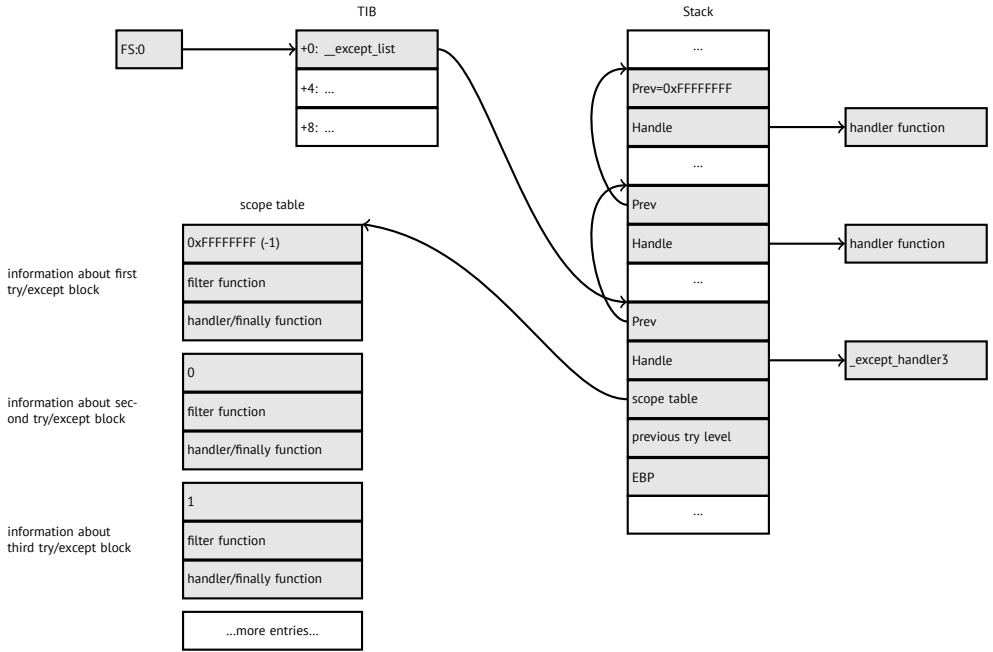 TIB
Stack
FS:0
+0: __except_list
+4: ...
+8: ...
...
Prev=0xFFFFFFFF
Handle
handler function
...
Prev
Handle
handler function
...
Prev
Handle
_except_handler3
scope table
previous try level
EBP
...
scope table
information about first
try/except block
0xFFFFFFFF (-1)
filter function
handler/finally function
information about sec-
ond try/except block
0
filter function
handler/finally function
information about
third try/except block
1
filter function
handler/finally function
...more entries...